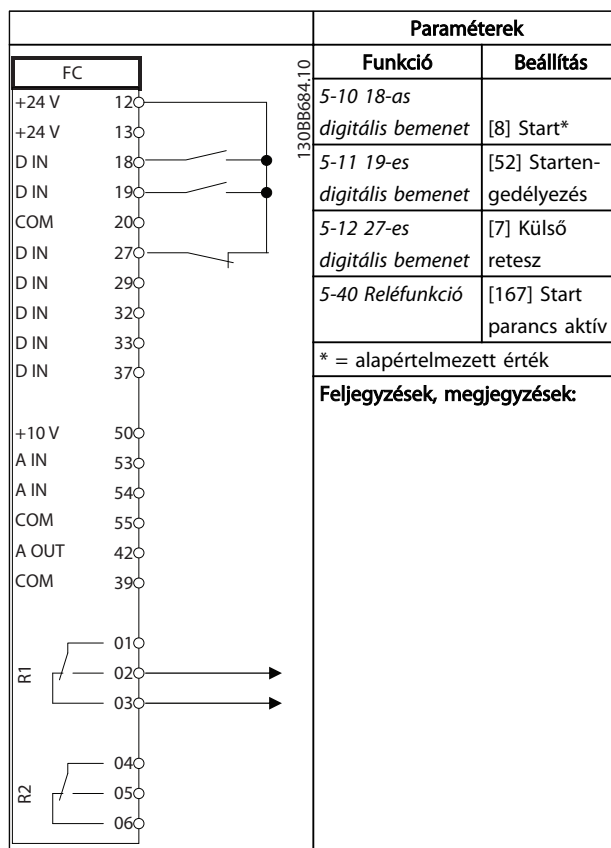 Paraméterek
Funkció Beállítás
5-10 18-as
digitális bemenet [8] Start*
5-11 19-es [52] Starten-
digitális bemenet gedélyezés
5-12 27-es [7] Külső
digitális bemenet retesz
5-40 Reléfunkció [167] Start
parancs aktív
* = alapértelmezett érték
Feljegyzések, megjegyzések:
FC
130BB684.10
+24 V 12
+24 V 13
D IN 18
D IN 19
COM 20
D IN 27
D IN 29
D IN 32
D IN 33
D IN 37
+10 V 50
A IN 53
A IN 54
COM 55
A OUT 42
COM 39
R1
01
02
03
R2
04
05
06